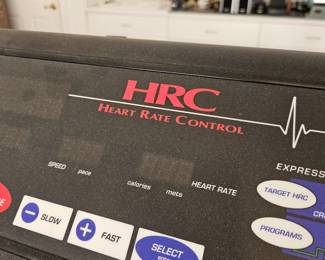 HRC
HEART RATE CONTROL
EXPRESS
SPEED pace calories mets HEART RATE
TARGET HRC
SLOW
FAST
SELECT
PROGRAMS